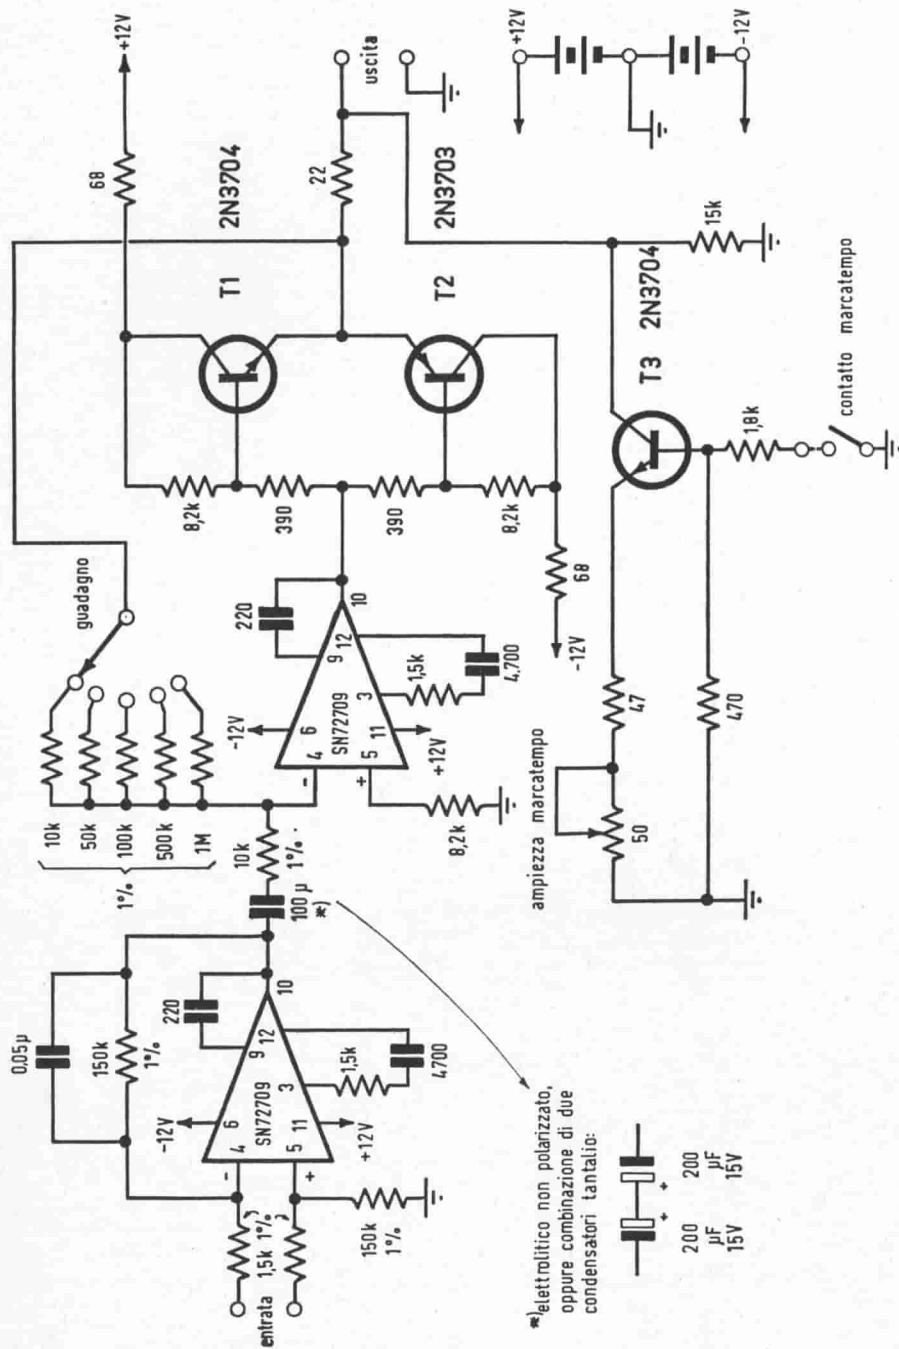 0,05µ
150k
1%
220
-12V
6
9
12
10
4
SN72709
3
-
5
11
+
+12V
1,5k
4700
entrata
1,5k 1%
150k
1%
100 µ
*)
10k
1%
10k
50k
100k
500k
1M
1%
guadagno
220
-12V
6
9
12
10
4
SN72709
3
-
5
11
+
+12V
1,5k
4.700
8,2k
8,2k
390
390
8,2k
68
+12V
68
-12V
T1
2N3704
T2
2N3703
22
uscita
+12V
-12V
ampiezza marcatempo
50
47
470
T3
2N3704
15k
1,8k
contatto marcatempo
*) elettrolitico non polarizzato,
oppure combinazione di due
condensatori tantalio:
+ +
200 200
µF µF
15V 15V